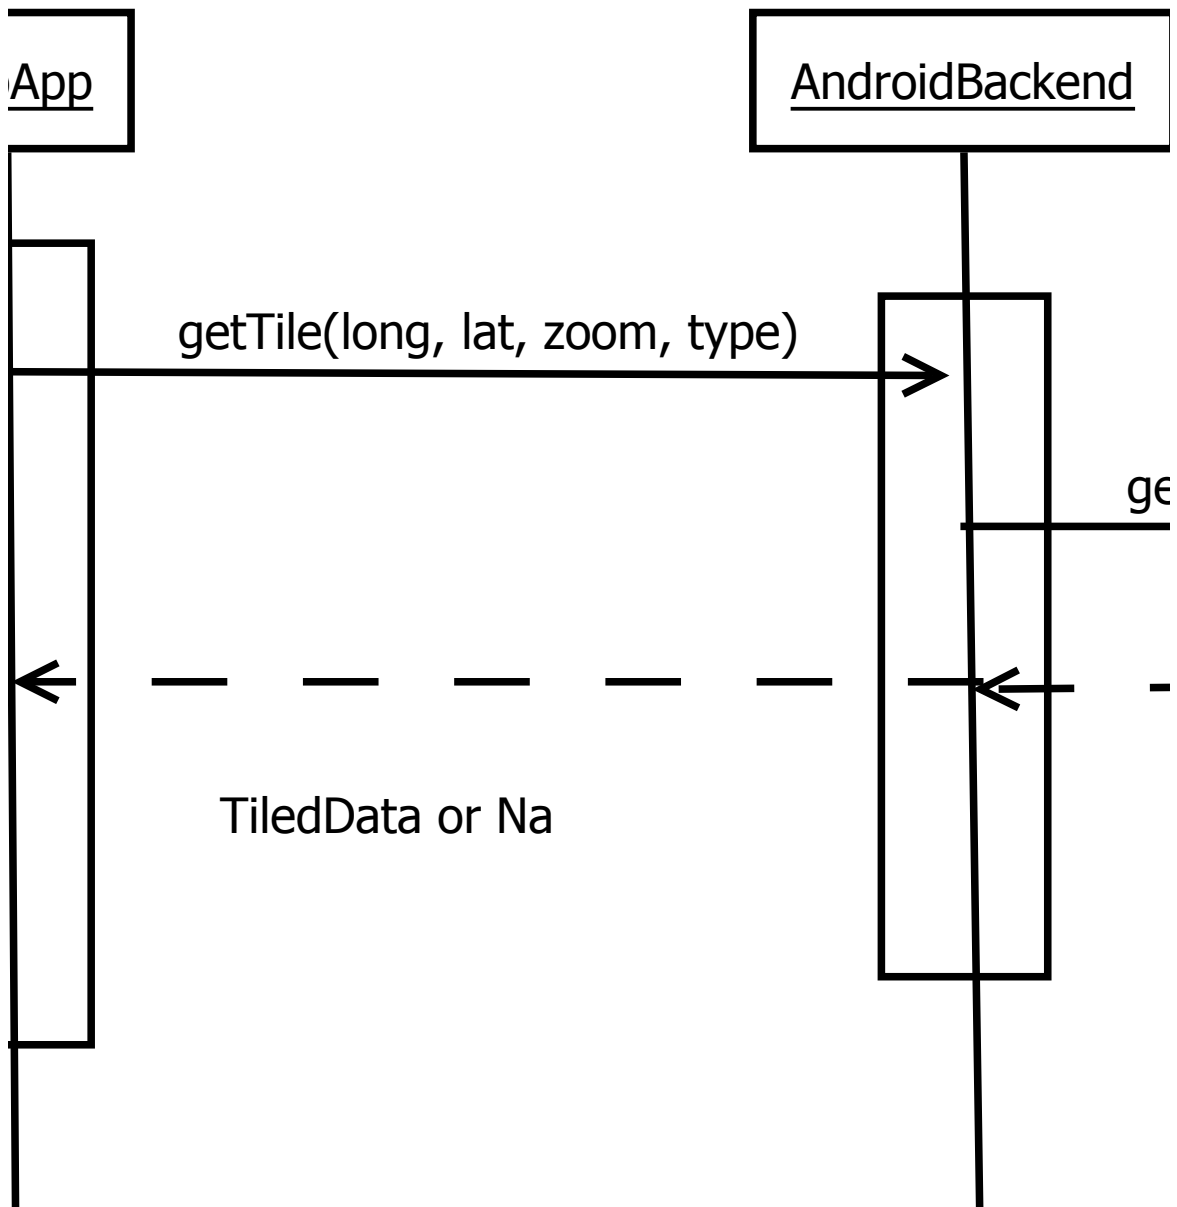 App
AndroidBackend
getTile(long, lat, zoom, type)
ge
TiledData or Na